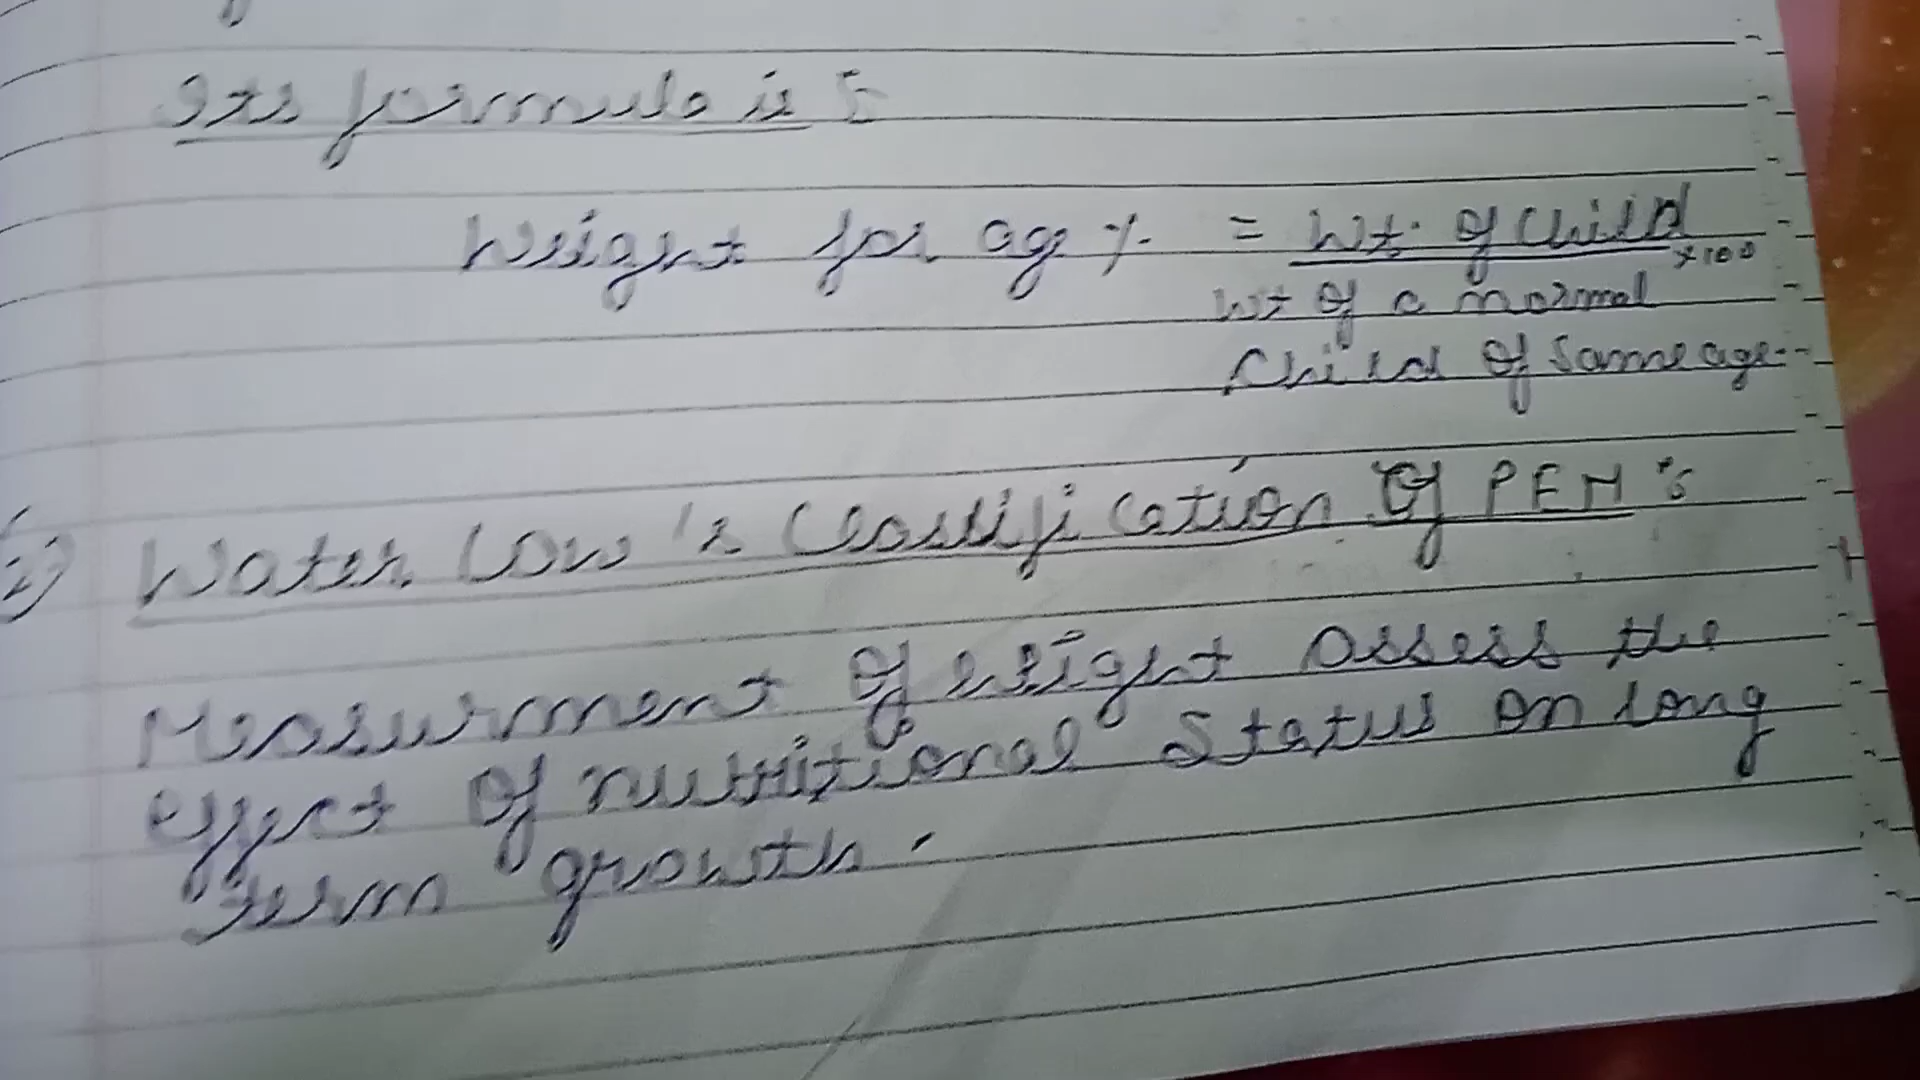 Its formula is :
Weight for age % = Wt. of Child × 100
Wt of a normal
Child of Same age.
2) Water Low's Classification Of PEM :
Measurment Of eight Assess the
effect Of nutritional Status on long
term growth.